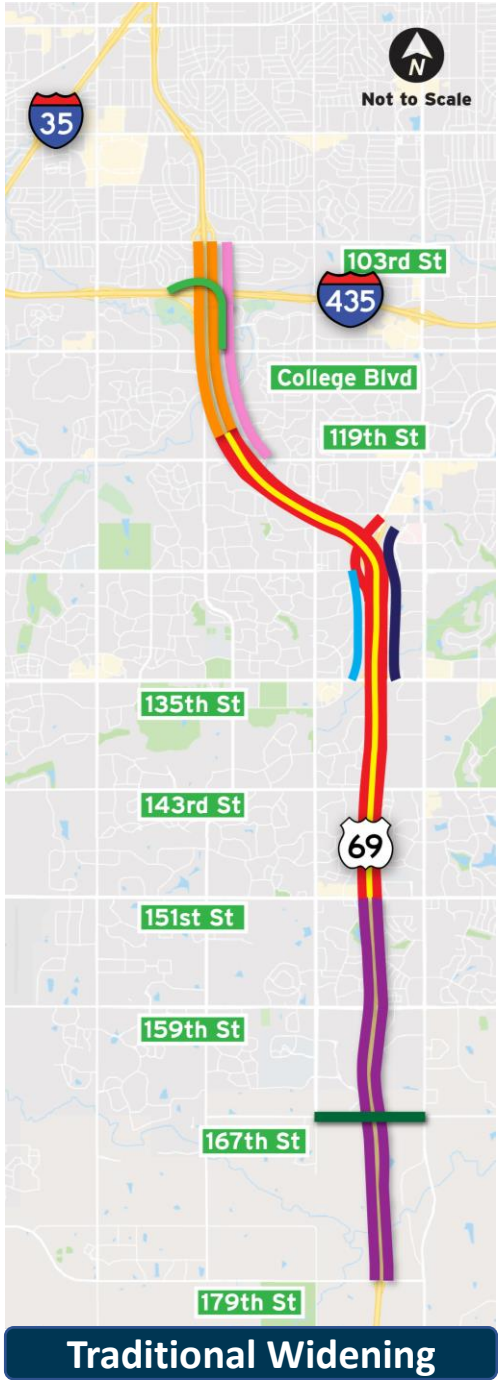 N
Not to Scale
35
103rd St
435
College Blvd
119th St
135th St
143rd St
69
151st St
159th St
167th St
179th St
Traditional Widening